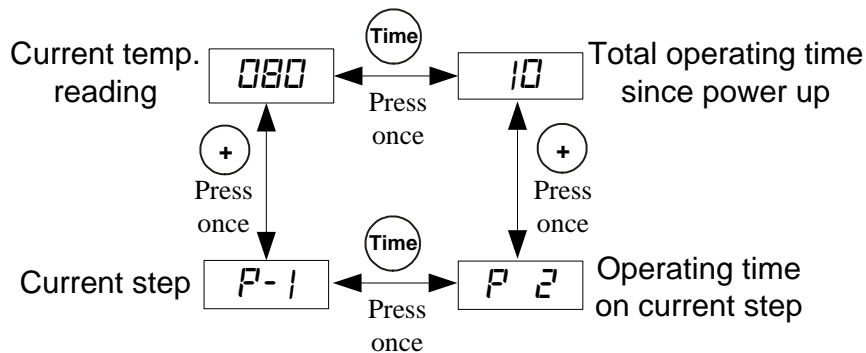 Current temp.
reading
080
Time
Press
once
10
Total operating time
since power up
+
Press
once
+
Press
once
Current step
P-1
Time
Press
once
P 2
Operating time
on current step